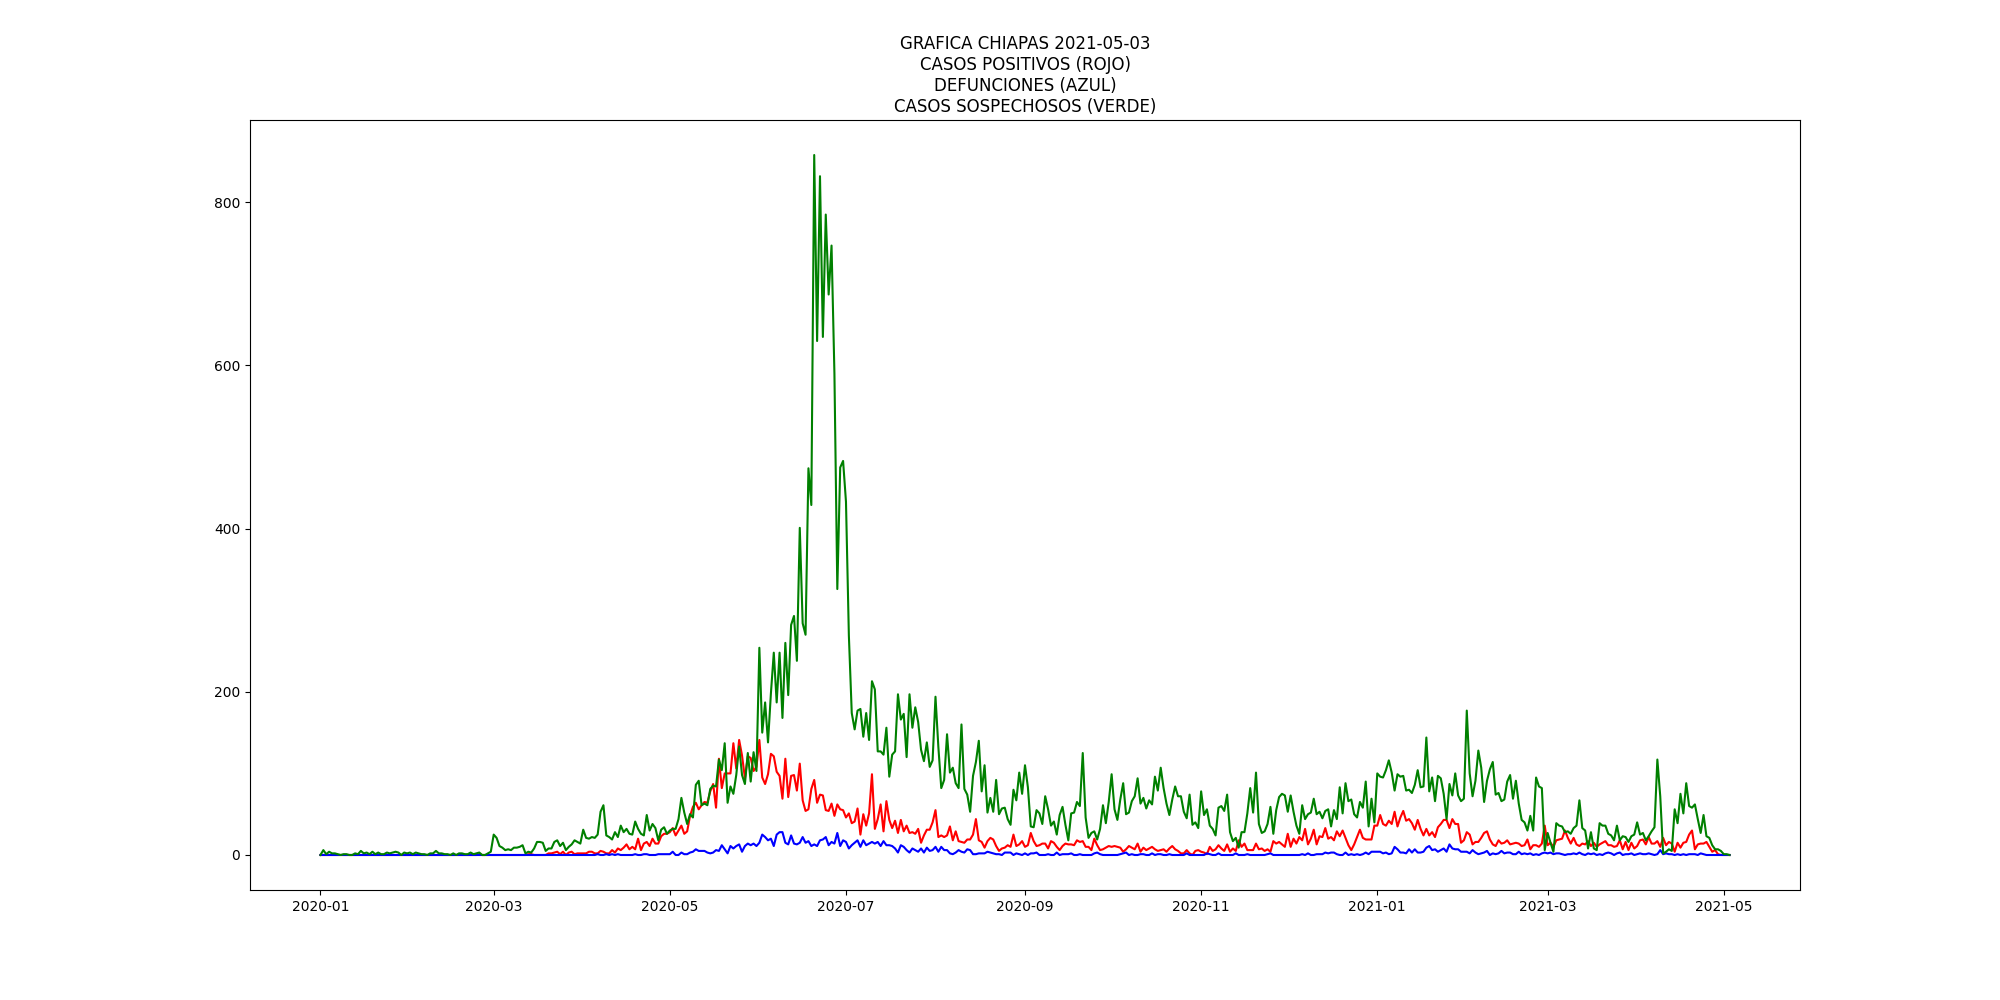 GRAFICA CHIAPAS 2021-05-03
CASOS POSITIVOS (ROJO)
DEFUNCIONES (AZUL)
CASOS SOSPECHOSOS (VERDE)
800
600
400
200
0
2020-01 2020-03 2020-05 2020-07 2020-09 2020-11 2021-01 2021-03 2021-05